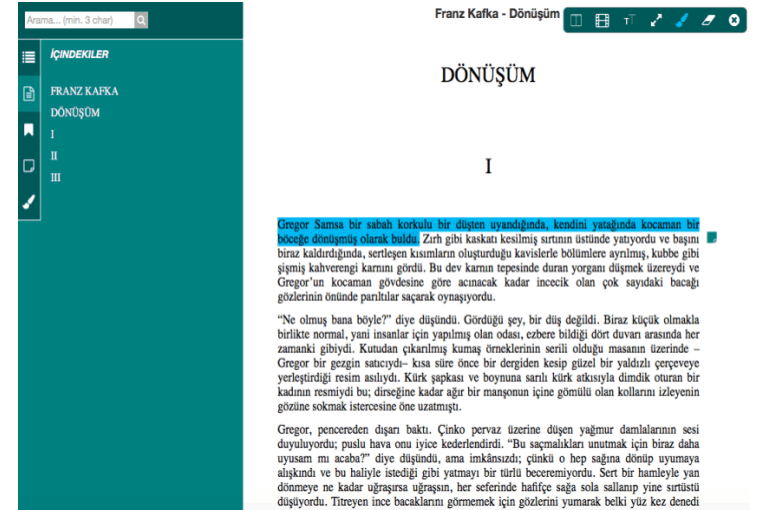 Arama... (min. 3 char)
Franz Kafka - Dönüşüm
İÇİNDEKILER
FRANZ KAFKA
DÖNÜŞÜM
I
II
III
DÖNÜŞÜM
I
Gregor Samsa bir sabah korkulu bir düşten uyandığında, kendini yatağında kocaman bir
böceğe dönüşmüş olarak buldu. Zırh gibi kaskatı kesilmiş sırtının üstünde yatıyordu ve başını
biraz kaldırdığında, sertleşen kısımların oluşturduğu kavislerle bölümlere ayrılmış, kubbe gibi
şişmiş kahverengi karnını gördü. Bu dev karnın tepesinde duran yorganı düşmek üzereydi ve
Gregor’un kocaman gövdesine göre acınacak kadar incecik olan çok sayıdaki bacağı
gözlerinin önünde parıltılar saçarak oynaşıyordu.
“Ne olmuş bana böyle?” diye düşündü. Gördüğü şey, bir düş değildi. Biraz küçük olmakla
birlikte normal, yani insanlar için yapılmış olan odası, ezbere bildiği dört duvarı arasında her
zamanki gibiydi. Kutudan çıkarılmış kumaş örneklerinin serili olduğu masanın üzerinde –
Gregor bir gezgin satıcıydı– kısa süre önce bir dergiden kesip güzel bir yaldızlı çerçeveye
yerleştirdiği resim asılıydı. Kürk şapkası ve boynuna sarılı kürk atkısıyla dimdik oturan bir
kadının resmiydi bu; dirseğine kadar ağır bir manşonun içine gömülü olan kollarını izleyenin
gözüne sokmak istercesine öne uzatmıştı.
Gregor, pencereden dışarı baktı. Çinko pervaz üzerine düşen yağmur damlalarının sesi
duyuluyordu; puslu hava onu iyice kederlendirdi. “Bu saçmalıkları unutmak için biraz daha
uyusam mı acaba?” diye düşündü, ama imkânsızdı; çünkü o hep sağına dönüp uyumaya
alışkındı ve bu haliyle istediği gibi yatmayı bir türlü beceremiyordu. Sert bir hamleyle yan
dönmeye ne kadar uğraşırsa uğraşsın, her seferinde hafifçe sağa sola sallanıp yine sırtüstü
düşüyordu. Titreyen ince bacaklarını görmemek için gözlerini yumarak belki yüz kez denedi